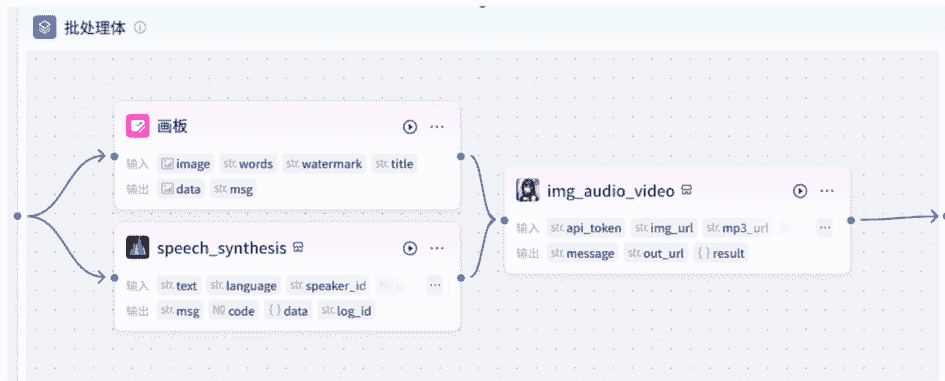 批处理体
画板
输入 image str. words str. watermark str. title
输出 data str. msg
speech_synthesis
输入 str. text str. language str. speaker_id
输出 str. msg Nº code {} data str. log_id
img_audio_video
输入 str. api_token str. img_url str. mp3_url
输出 str. message str. out_url {} result